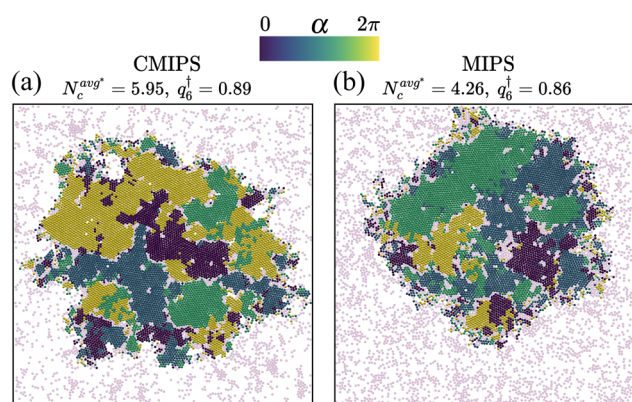 0 α 2π
CMIPS
(a) N_c^{avg*} = 5.95, q_6^† = 0.89
MIPS
(b) N_c^{avg*} = 4.26, q_6^† = 0.86